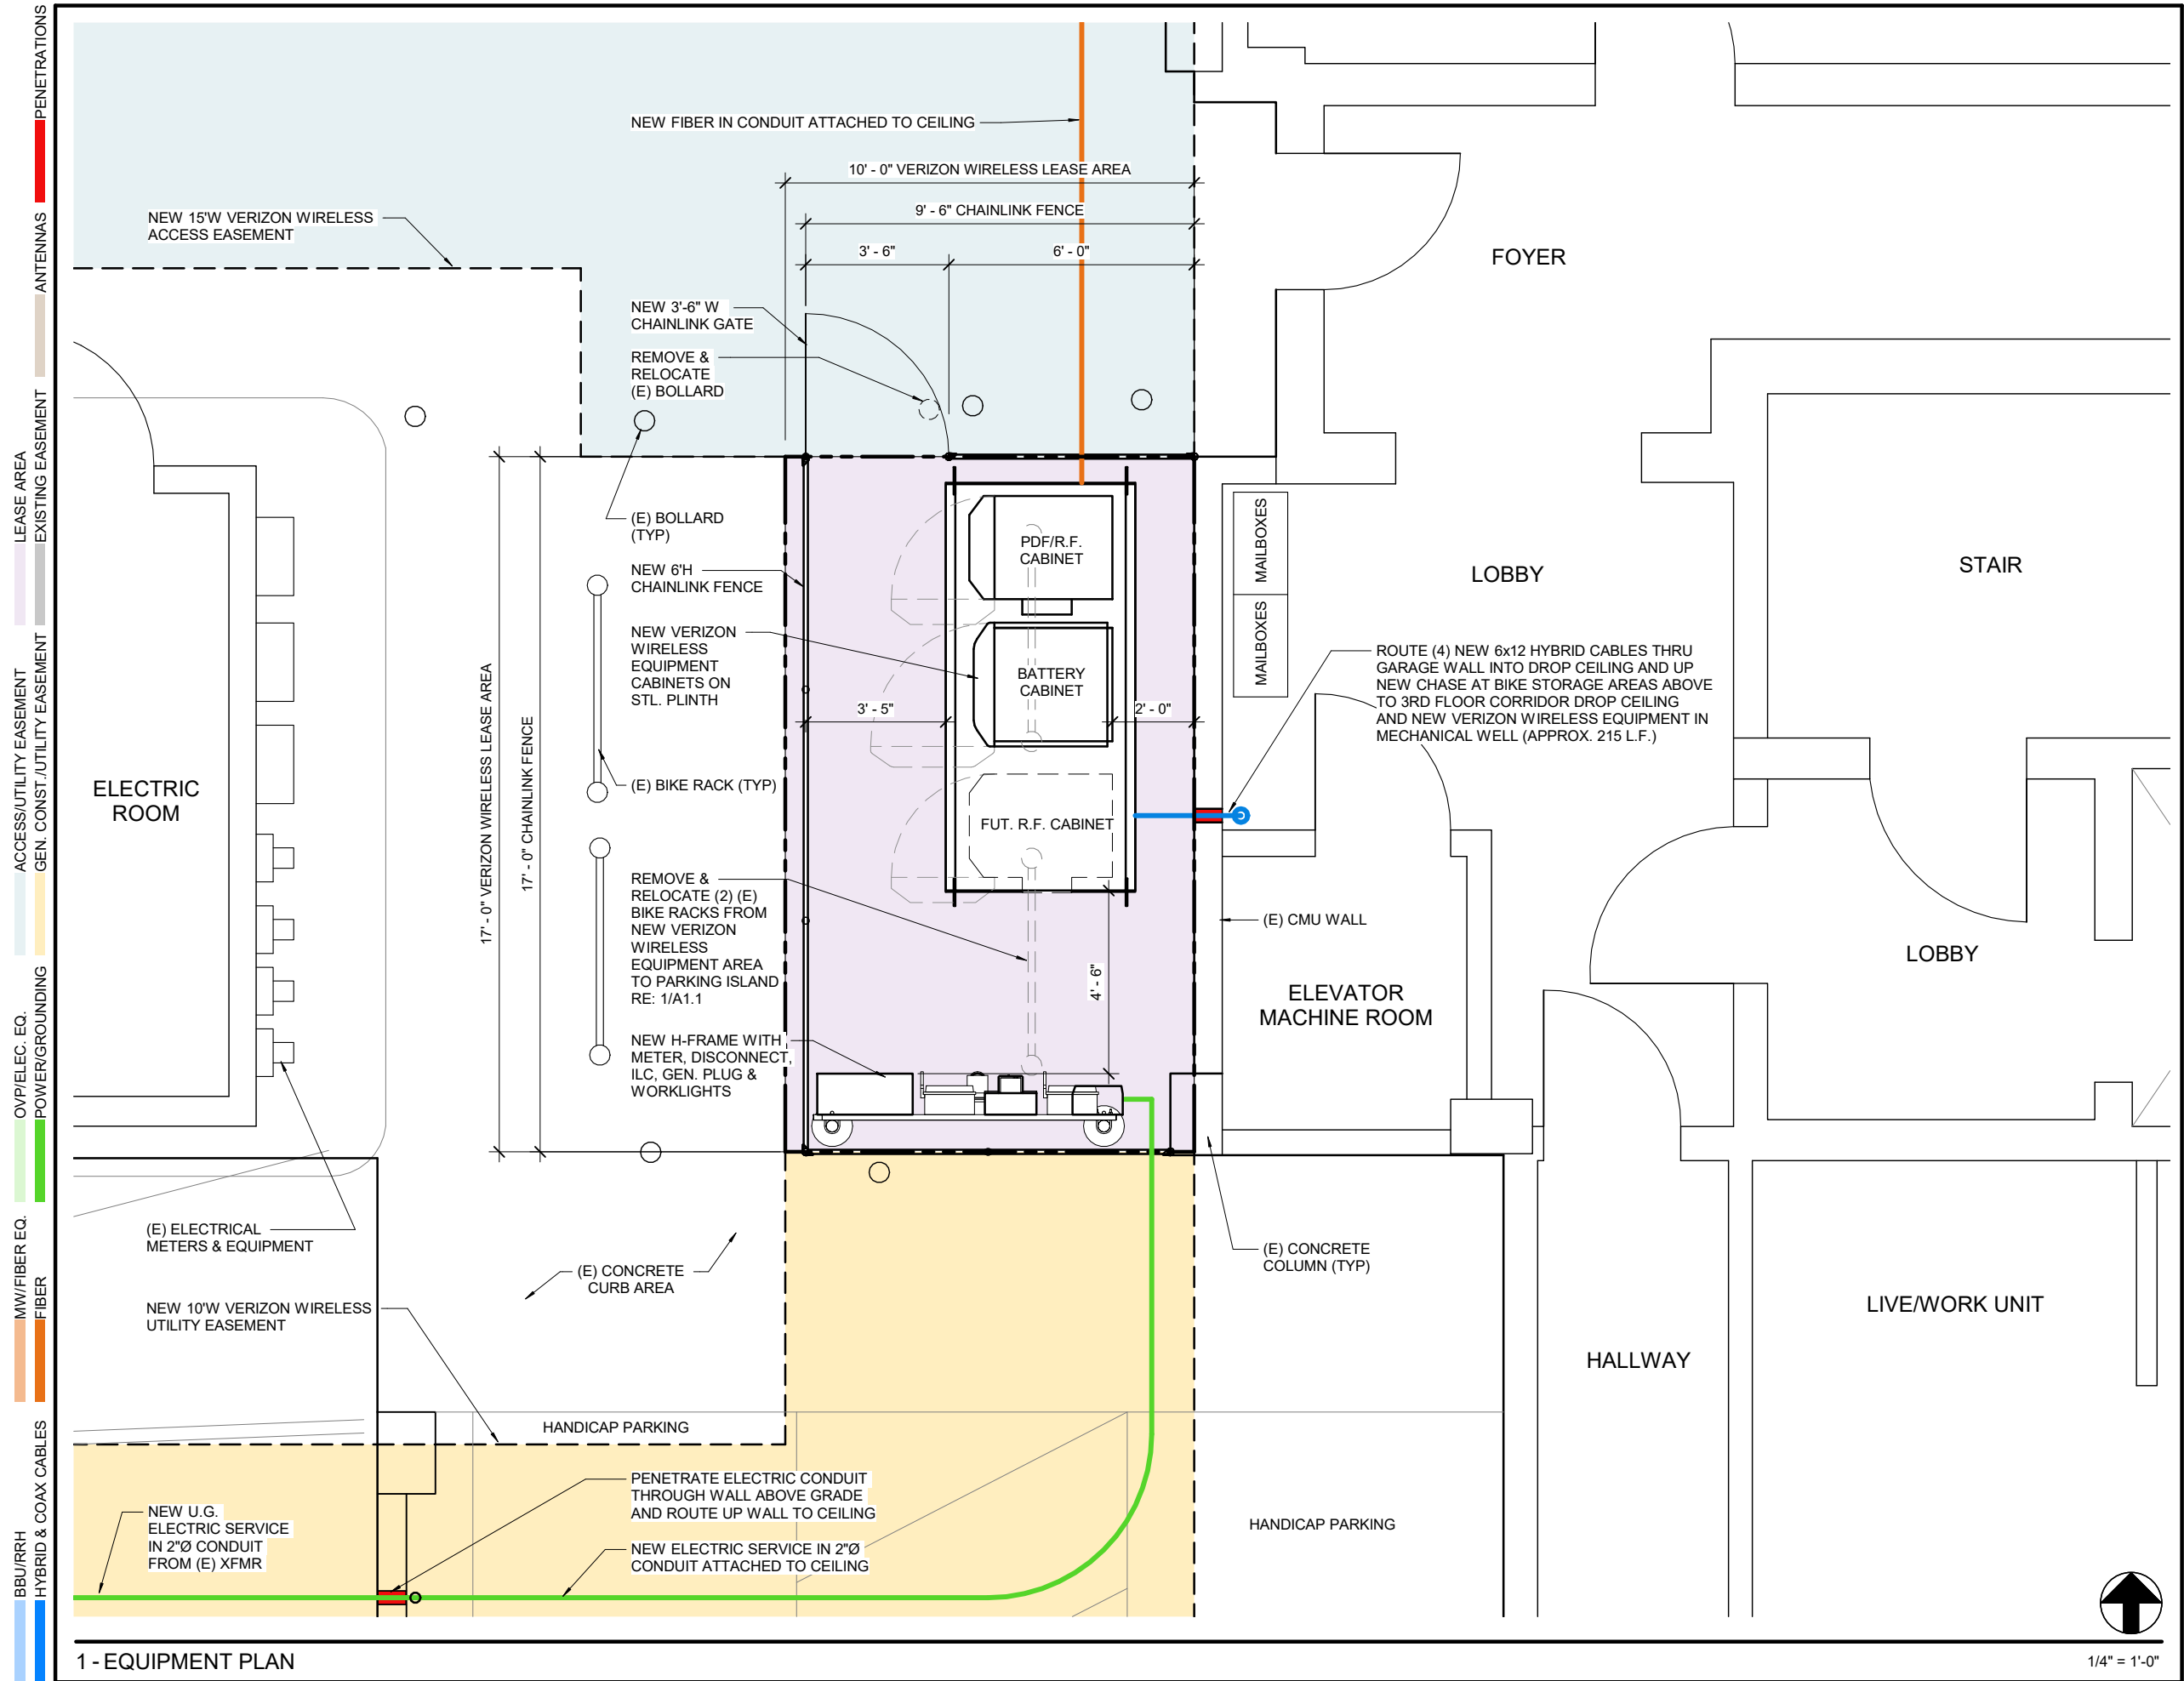 PENETRATIONS
ANTENNAS
LEASE AREA
EXISTING EASEMENT
ACCESS/UTILITY EASEMENT
GEN. CONST./UTILITY EASEMENT
OVP/ELEC. EQ.
POWER/GROUNDING
MW/FIBER EQ.
FIBER
BBU/RRH
HYBRID & COAX CABLES
NEW FIBER IN CONDUIT ATTACHED TO CEILING
10' - 0" VERIZON WIRELESS LEASE AREA
9' - 6" CHAINLINK FENCE
3' - 6"
6' - 0"
NEW 15'W VERIZON WIRELESS
ACCESS EASEMENT
FOYER
NEW 3'-6" W
CHAINLINK GATE
REMOVE &
RELOCATE
(E) BOLLARD
(E) BOLLARD
(TYP)
NEW 6'H
CHAINLINK FENCE
NEW VERIZON
WIRELESS
EQUIPMENT
CABINETS ON
STL. PLINTH
17' - 0" VERIZON WIRELESS LEASE AREA
17' - 0" CHAINLINK FENCE
PDF/R.F.
CABINET
BATTERY
CABINET
3' - 5"
2' - 0"
FUT. R.F. CABINET
4' - 6"
MAILBOXES
MAILBOXES
LOBBY
STAIR
ROUTE (4) NEW 6x12 HYBRID CABLES THRU
GARAGE WALL INTO DROP CEILING AND UP
NEW CHASE AT BIKE STORAGE AREAS ABOVE
TO 3RD FLOOR CORRIDOR DROP CEILING
AND NEW VERIZON WIRELESS EQUIPMENT IN
MECHANICAL WELL (APPROX. 215 L.F.)
ELECTRIC
ROOM
(E) BIKE RACK (TYP)
REMOVE &
RELOCATE (2) (E)
BIKE RACKS FROM
NEW VERIZON
WIRELESS
EQUIPMENT AREA
TO PARKING ISLAND
RE: 1/A1.1
(E) CMU WALL
LOBBY
ELEVATOR
MACHINE ROOM
NEW H-FRAME WITH
METER, DISCONNECT,
ILC, GEN. PLUG &
WORKLIGHTS
(E) ELECTRICAL
METERS & EQUIPMENT
(E) CONCRETE
CURB AREA
(E) CONCRETE
COLUMN (TYP)
NEW 10'W VERIZON WIRELESS
UTILITY EASEMENT
LIVE/WORK UNIT
HALLWAY
HANDICAP PARKING
PENETRATE ELECTRIC CONDUIT
THROUGH WALL ABOVE GRADE
AND ROUTE UP WALL TO CEILING
NEW U.G.
ELECTRIC SERVICE
IN 2"Ø CONDUIT
FROM (E) XFMR
NEW ELECTRIC SERVICE IN 2"Ø
CONDUIT ATTACHED TO CEILING
HANDICAP PARKING
1 - EQUIPMENT PLAN
1/4" = 1'-0"